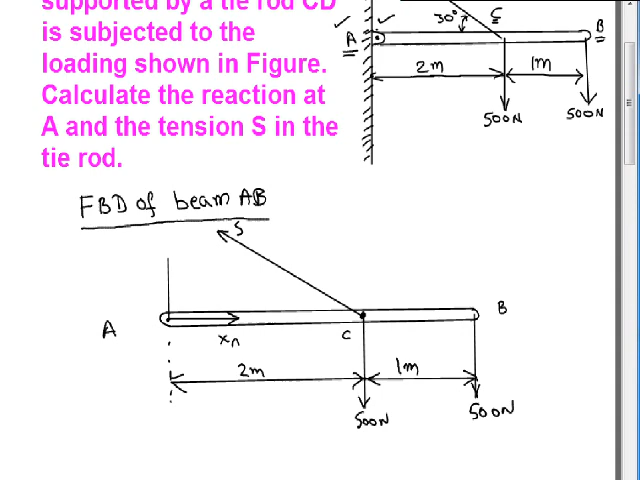 supported by a tie rod CD
is subjected to the
loading shown in Figure.
Calculate the reaction at
A and the tension S in the
tie rod.
30°
C
A
B
2m
1m
500N
500N
FBD of beam AB
S
A
B
XA
C
2m
1m
500N
500N